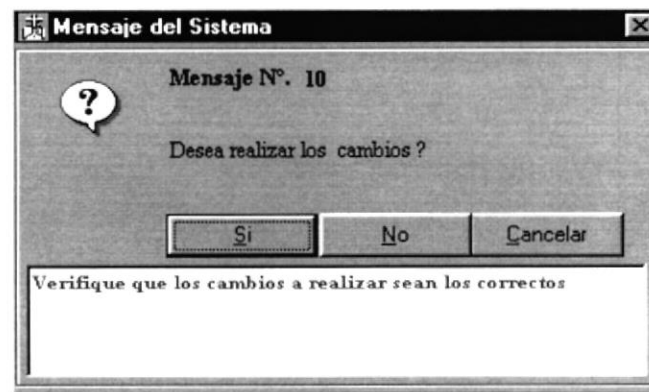 Mensaje del Sistema
Mensaje Nº. 10
?
Desea realizar los cambios ?
Si No Cancelar
Verifique que los cambios a realizar sean los correctos